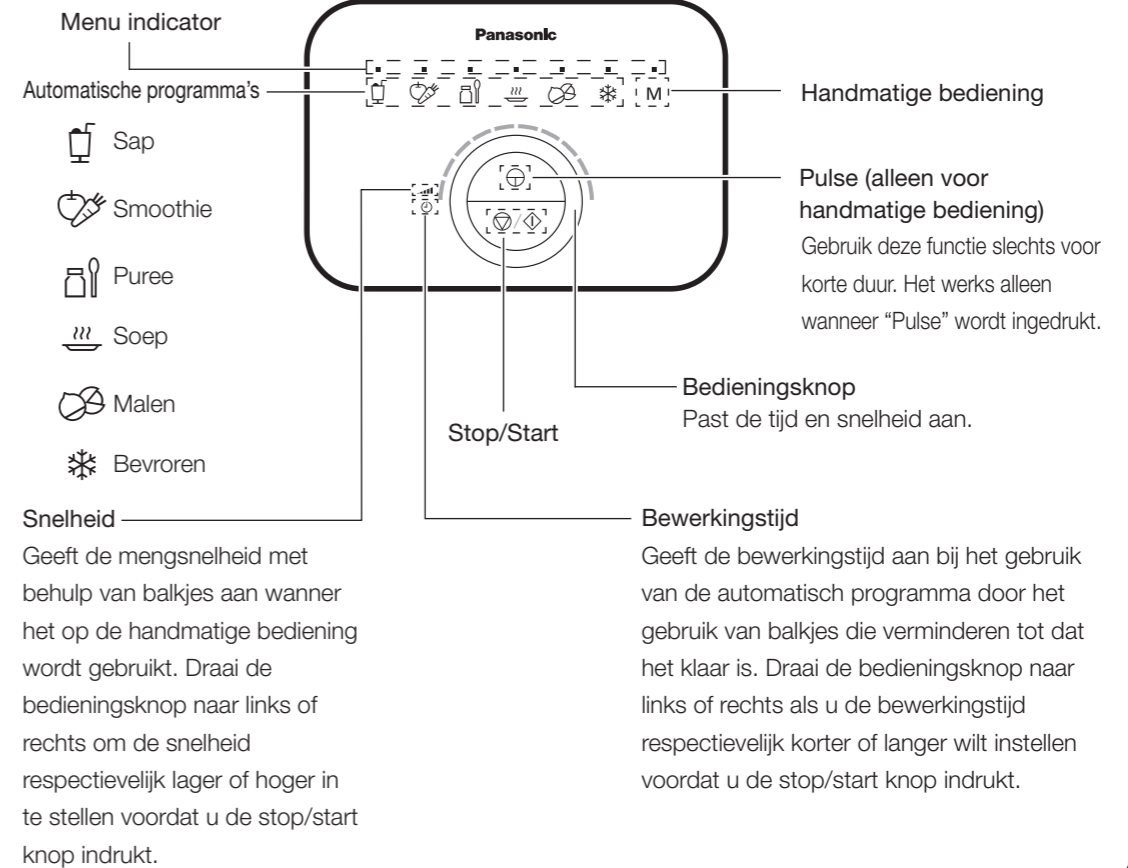 Menu indicator
Panasonic
Automatische programma's
M
Handmatige bediening
Sap
Smoothie
Puree
Soep
Malen
Bevroren
Pulse (alleen voor
handmatige bediening)
Gebruik deze functie slechts voor
korte duur. Het werks alleen
wanneer “Pulse” wordt ingedrukt.
Bedieningsknop
Past de tijd en snelheid aan.
Stop/Start
Snelheid
Geeft de mengsnelheid met
behulp van balkjes aan wanner
het op de handmatige bediening
wordt gebruikt. Draai de
bedieningsknop naar links of
rechts om de snelheid
respectievelijk lager of hoger in
te stellen voordat u de stop/start
knop indrukt.
Bewerkingstijd
Geeft de bewerkingstijd aan bij het gebruik
van de automatisch programma door het
gebruik van balkjes die verminderen tot dat
het klaar is. Draai de bedieningsknop naar
links of rechts als u de bewerkingstijd
respectievelijk korter of langer wilt instellen
voordat u de stop/start knop indrukt.